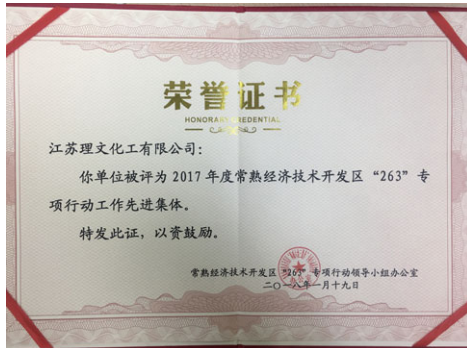 荣誉证书
HONORARY CREDENTIAL
江苏理文化工有限公司：
你单位被评为2017年度常熟经济技术开发区“263”专
项行动工作先进集体。
特发此证，以资鼓励。
常熟经济技术开发区“263”专项行动领导小组办公室
二〇一八年一月十九日